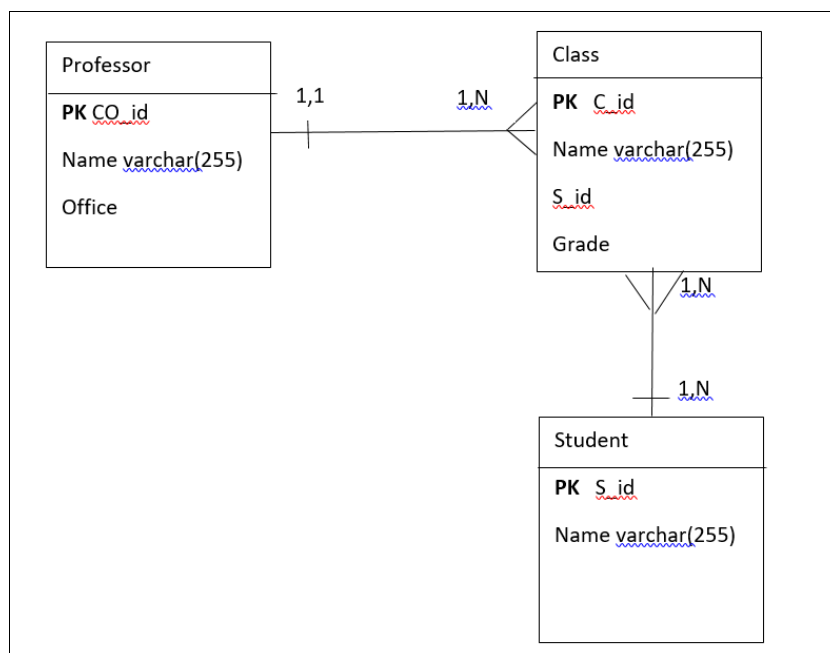 Professor
PK CO_id
Name varchar(255)
Office
1,1
1,N
Class
PK C_id
Name varchar(255)
S_id
Grade
1,N
1,N
Student
PK S_id
Name varchar(255)